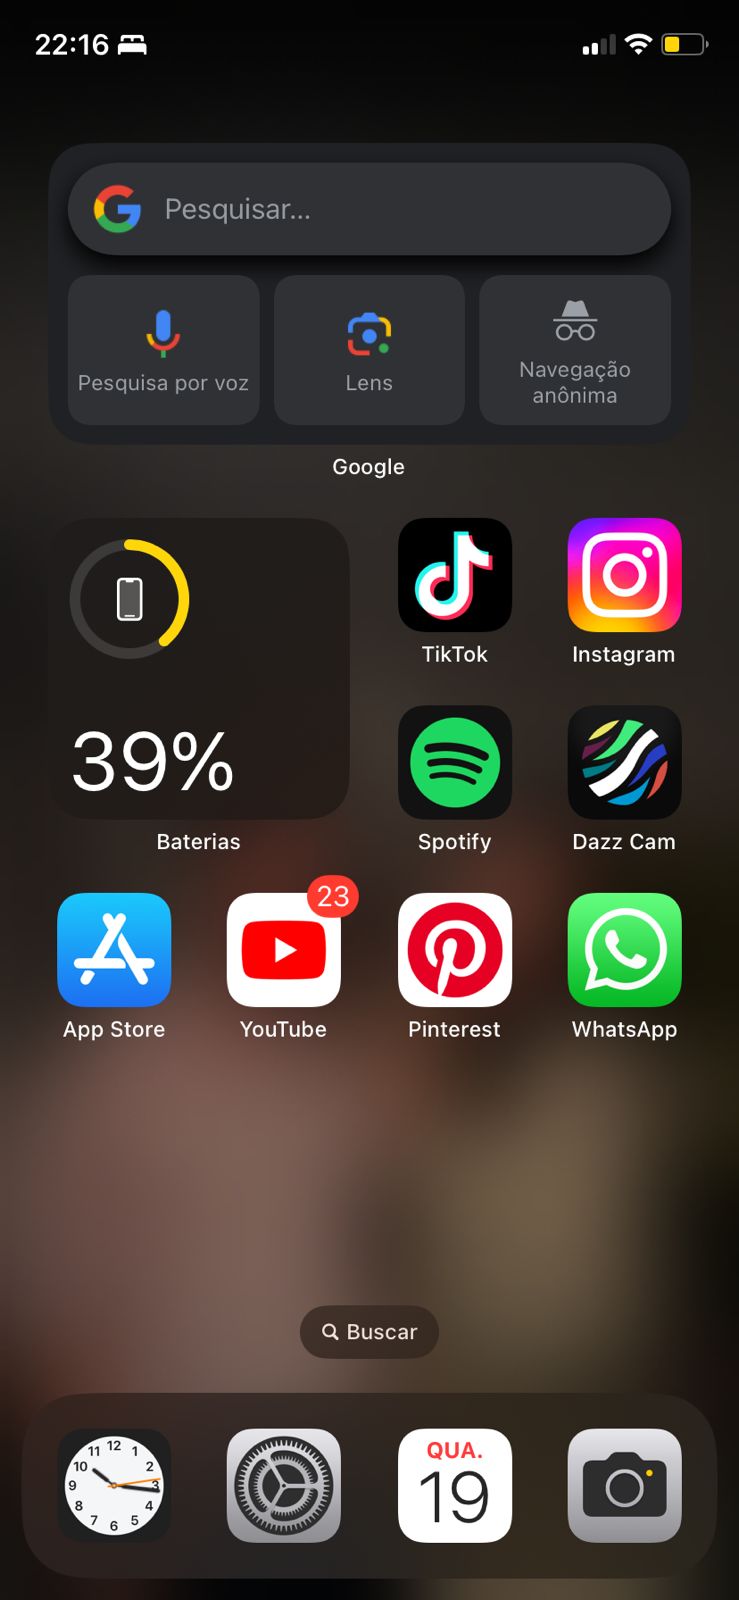 22:16
Pesquisar...
Pesquisa por voz
Lens
Navegação
anônima
Google
39%
Baterias
TikTok
Instagram
Spotify
Dazz Cam
23
App Store
YouTube
Pinterest
WhatsApp
Buscar
12
11 1
10 2
9 3
8 4
7 5
6
QUA.
19